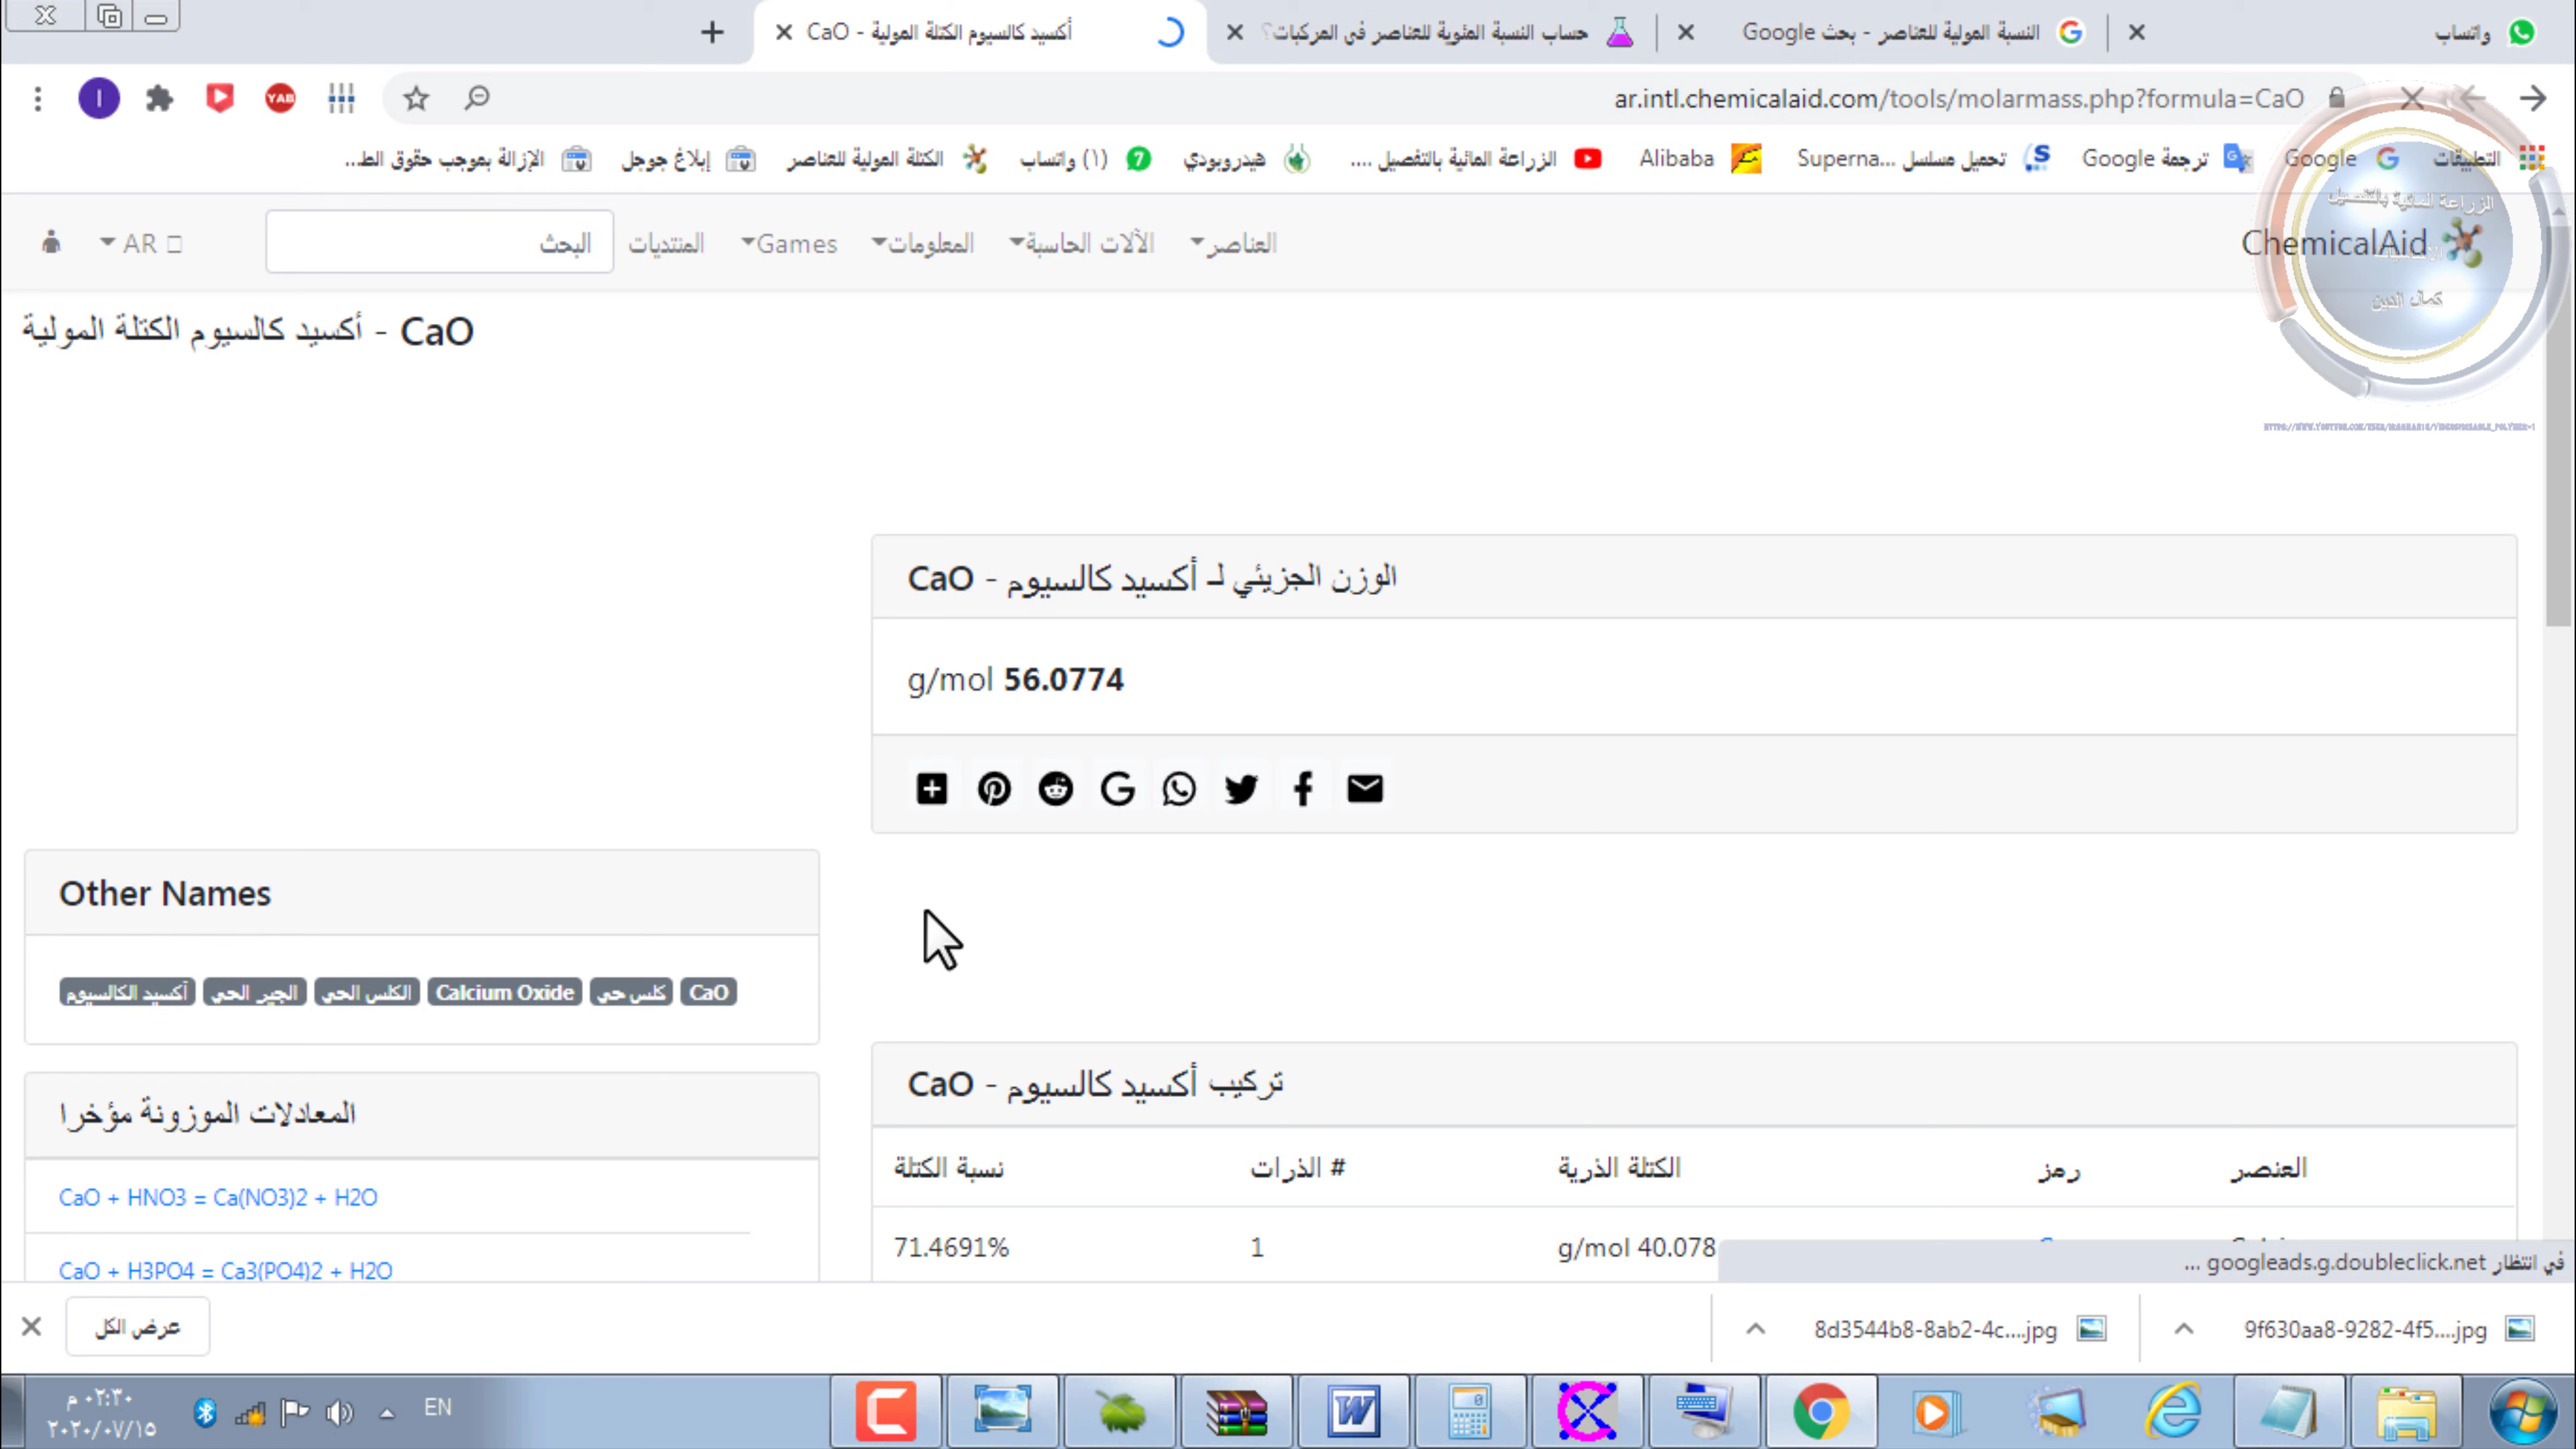 واتساب
النسبة المولية للعناصر - بحث Google
حساب النسبة المئوية للعناصر في المركبات؟
أكسيد كالسيوم الكتلة المولية - CaO
ar.intl.chemicalaid.com/tools/molarmass.php?formula=CaO
التطبيقات
Google
ترجمة Google
تحميل مسلسل Superna...
Alibaba
الزراعة المائية بالتفصيل ....
هيدروبودي
(١) واتساب
الكتلة المولية للعناصر
إبلاغ جوجل
الإزالة بموجب حقوق الط...
الزراعة المائية بالتفصيل
كمال الدين
ChemicalAid
العناصر
الآلات الحاسبة
المعلومات
Games
المنتديات
البحث
AR
CaO - أكسيد كالسيوم الكتلة المولية
الوزن الجزيئي لـ أكسيد كالسيوم - CaO
g/mol 56.0774
Other Names
CaO كلس حي Calcium Oxide الكلس الحي الجير الحي أكسيد الكالسيوم
المعادلات الموزونة مؤخرا
CaO + HNO3 = Ca(NO3)2 + H2O
CaO + H3PO4 = Ca3(PO4)2 + H2O
تركيب أكسيد كالسيوم - CaO
العنصر رمز الكتلة الذرية # الذرات نسبة الكتلة
g/mol 40.078 1 71.4691%
في انتظار googleads.g.doubleclick.net ...
9f630aa8-9282-4f5....jpg
8d3544b8-8ab2-4c....jpg
عرض الكل
YAB
EN
٠٢:٣٠ م
٢٠٢٠/٠٧/١٥